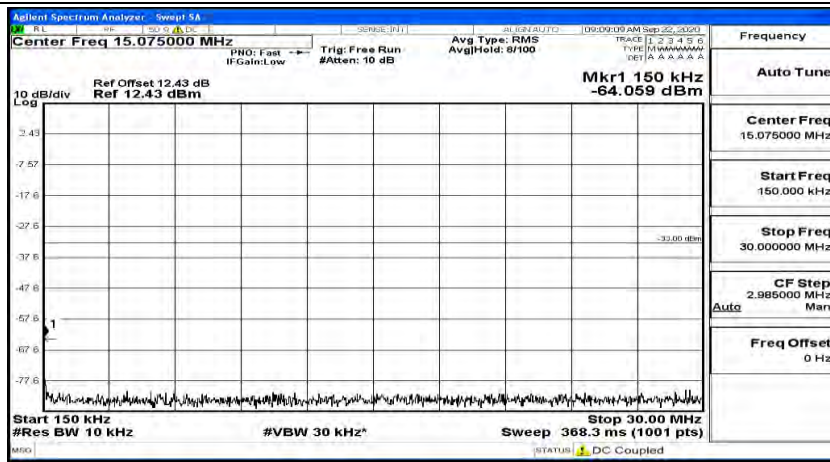 Agilent Spectrum Analyzer - Swept SA
RL RF 50 Ω DC SENSE:INT ALIGN AUTO 09:09:09 AM Sep 22, 2020
Center Freq 15.075000 MHz
PNO: Fast
IFGain:Low
Trig: Free Run
#Atten: 10 dB
Avg Type: RMS
Avg|Hold: 8/100
TRACE 1 2 3 4 5 6
TYPE M W W W W W
DET A A A A A A
Frequency
Auto Tune
Ref Offset 12.43 dB
10 dB/div Ref 12.43 dBm
Log
Mkr1 150 kHz
-64.059 dBm
2.43
-7.57
-17.6
-27.6
-33.00 dBm
-37.6
-47.6
-57.6
1
-67.6
-77.6
Center Freq
15.075000 MHz
Start Freq
150.000 kHz
Stop Freq
30.000000 MHz
CF Step
2.985000 MHz
Auto Man
Freq Offset
0 Hz
Start 150 kHz Stop 30.00 MHz
#Res BW 10 kHz #VBW 30 kHz* Sweep 368.3 ms (1001 pts)
MSG STATUS DC Coupled